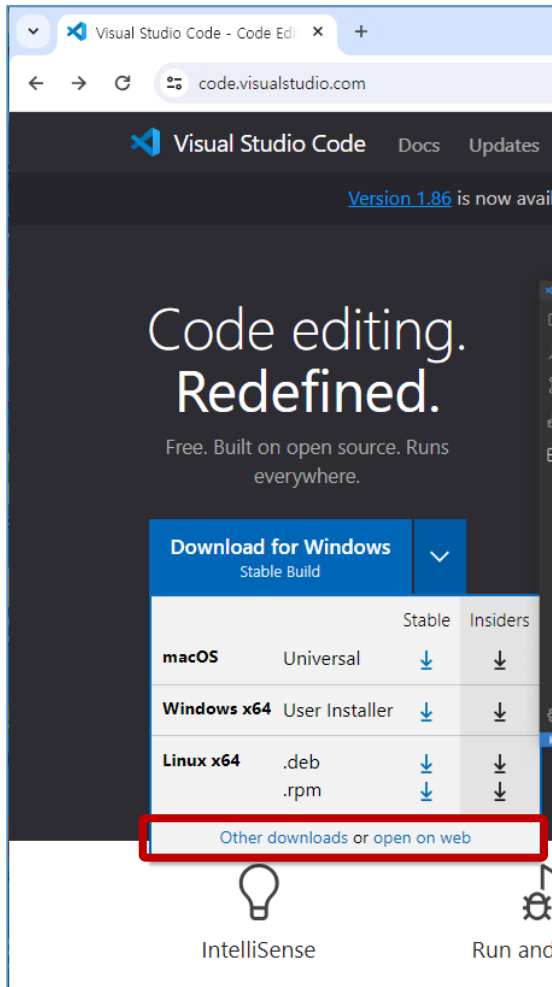 Visual Studio Code - Code Edi
code.visualstudio.com
Visual Studio Code Docs Updates
Version 1.86 is now avail
Code editing.
Redefined.
Free. Built on open source. Runs
everywhere.
Download for Windows
Stable Build
Stable Insiders
macOS Universal
Windows x64 User Installer
Linux x64 .deb
.rpm
Other downloads or open on web
IntelliSense Run and